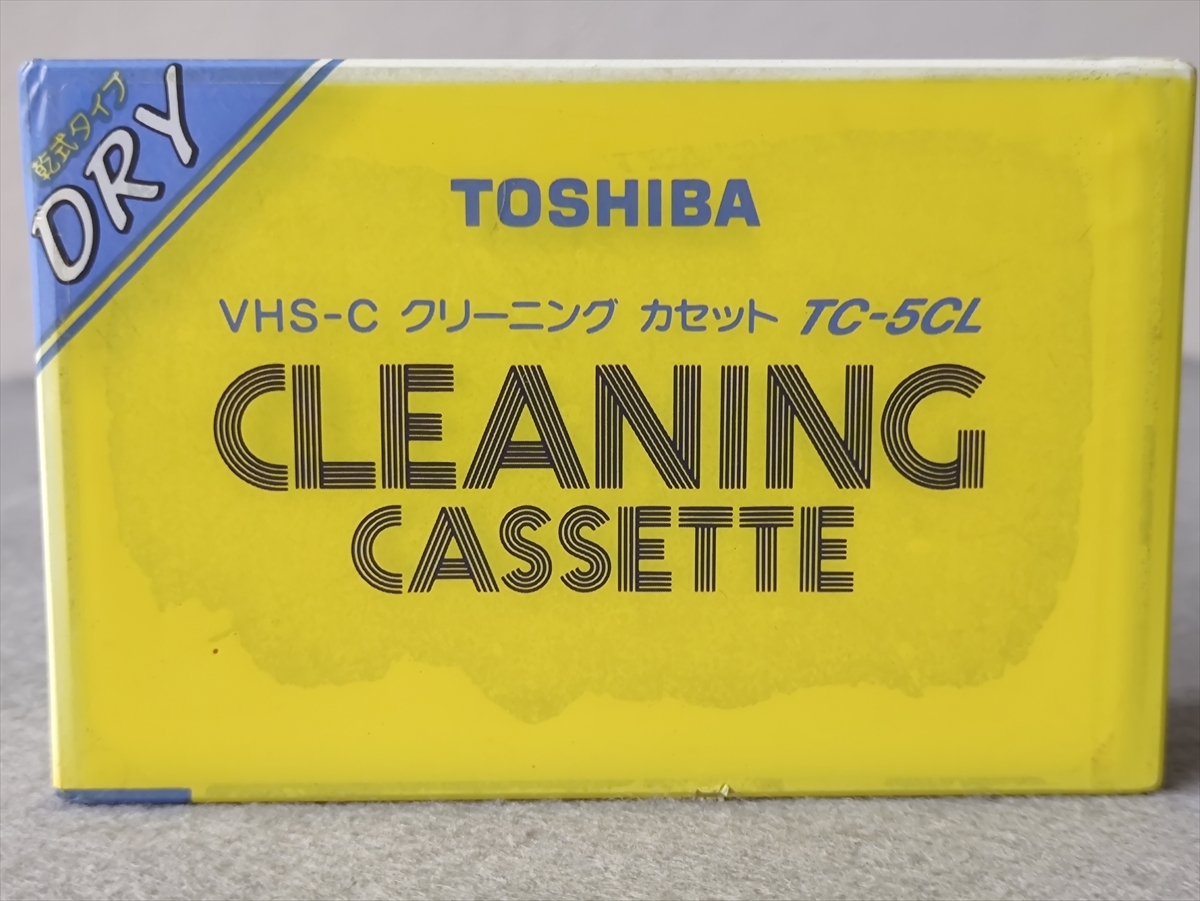 乾式タイプ
DRY
TOSHIBA
VHS-C クリーニング カセット TC-5CL
CLEANING
CASSETTE